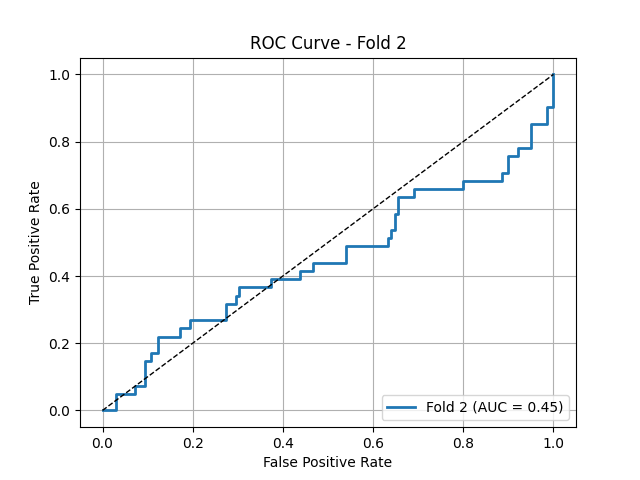 ROC Curve - Fold 2
True Positive Rate
1.0
0.8
0.6
0.4
0.2
0.0
Fold 2 (AUC = 0.45)
0.0 0.2 0.4 0.6 0.8 1.0
False Positive Rate